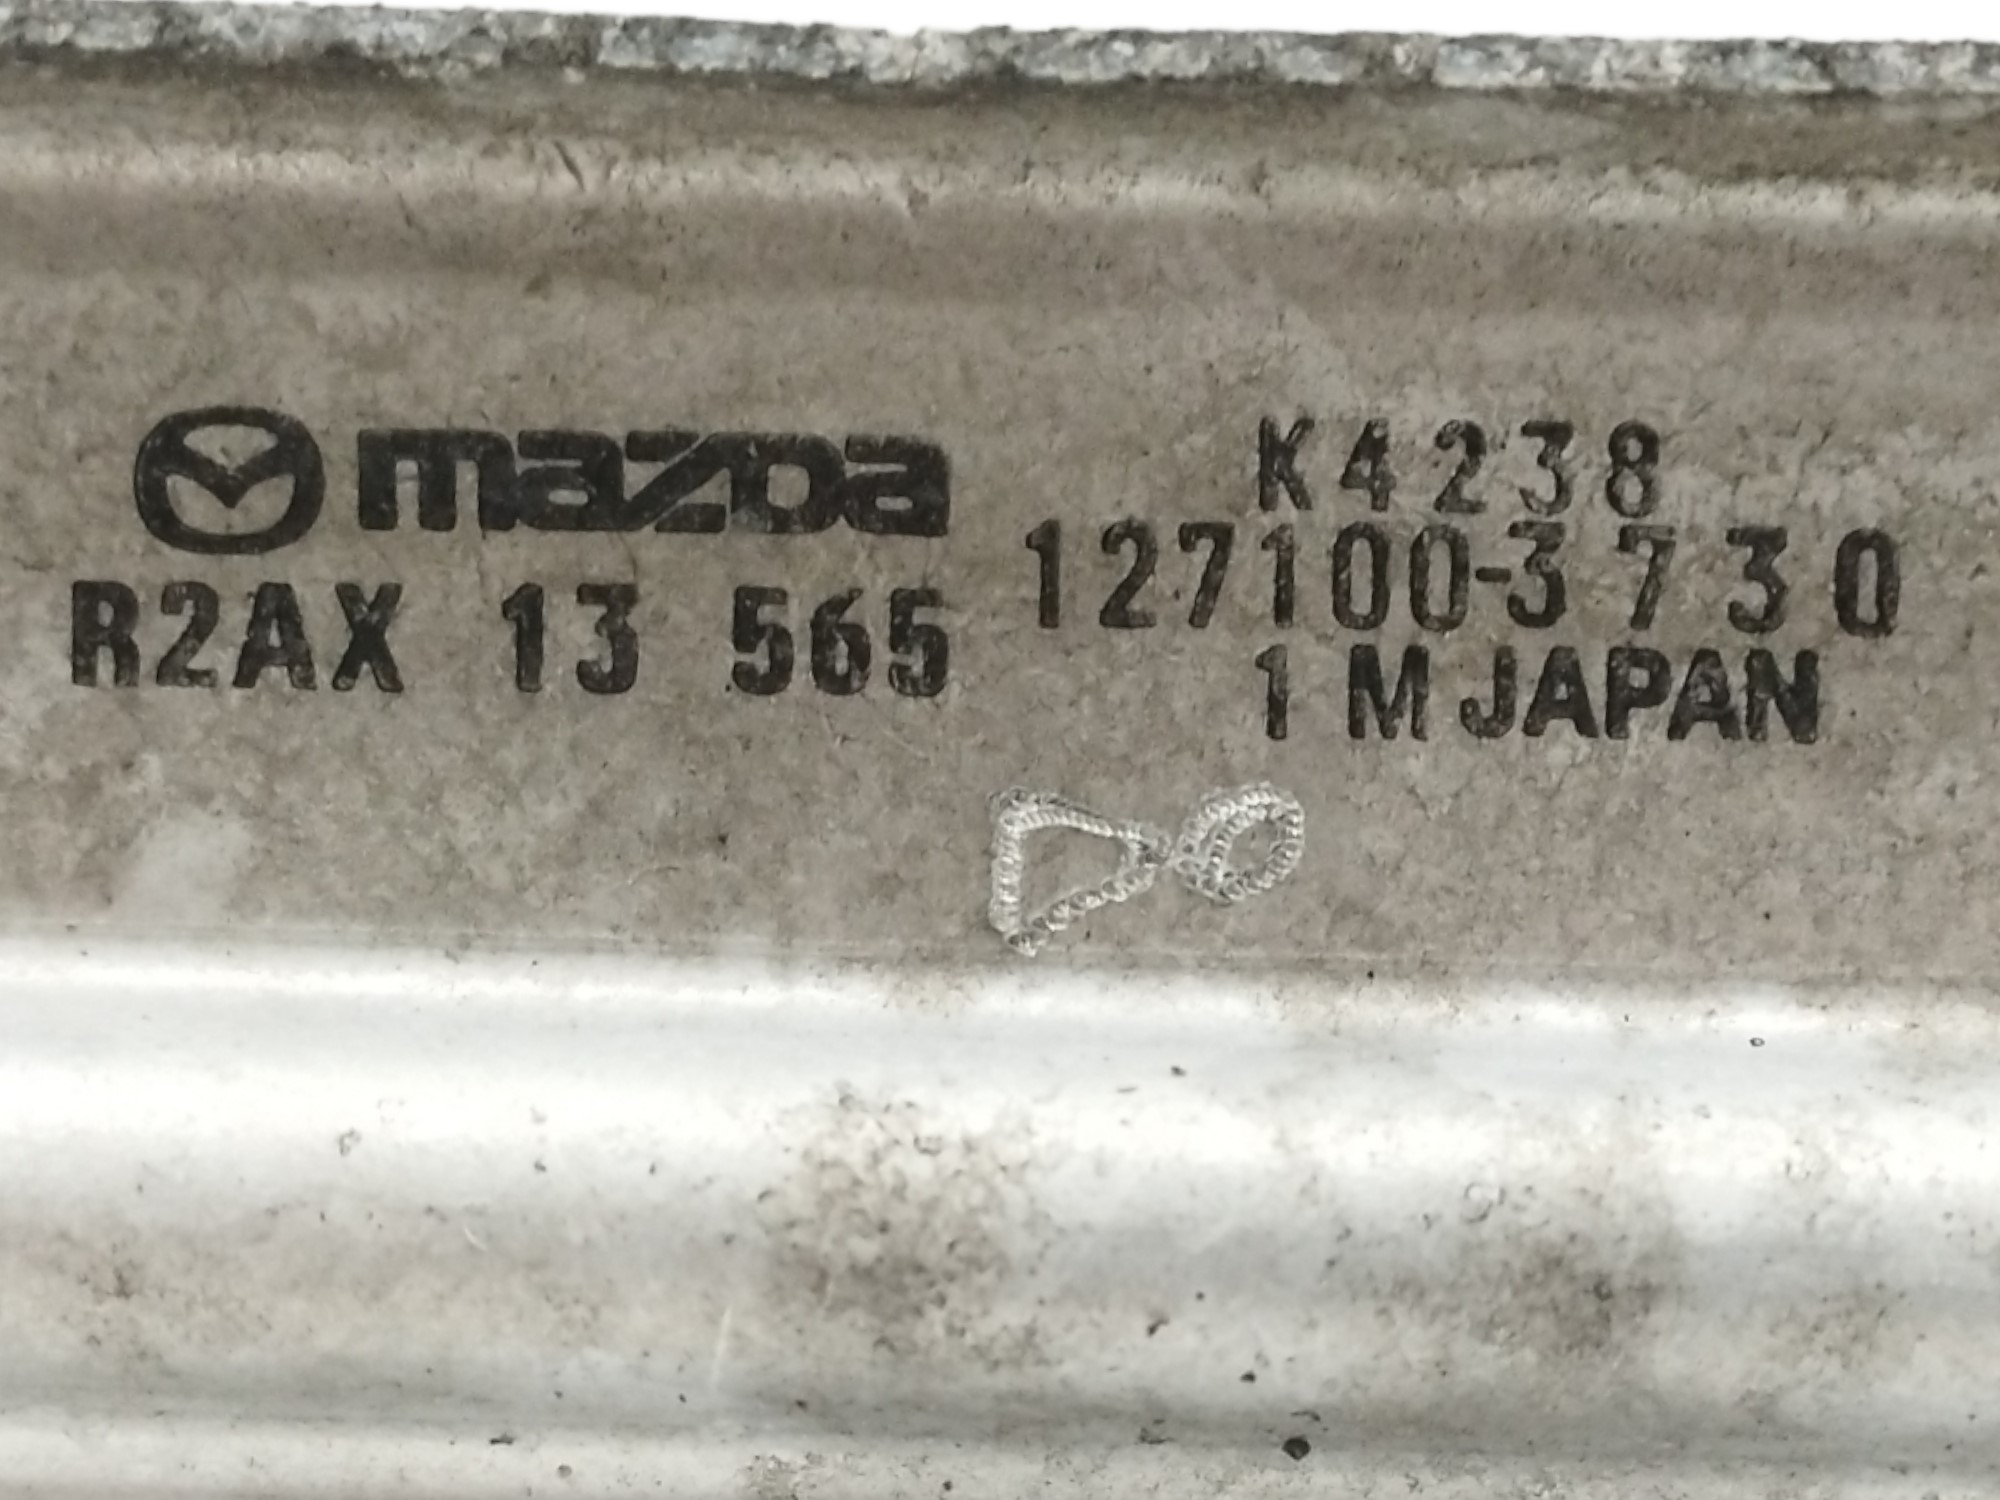 mazda
R2AX 13 565
K4238
127100-3730
1 M JAPAN